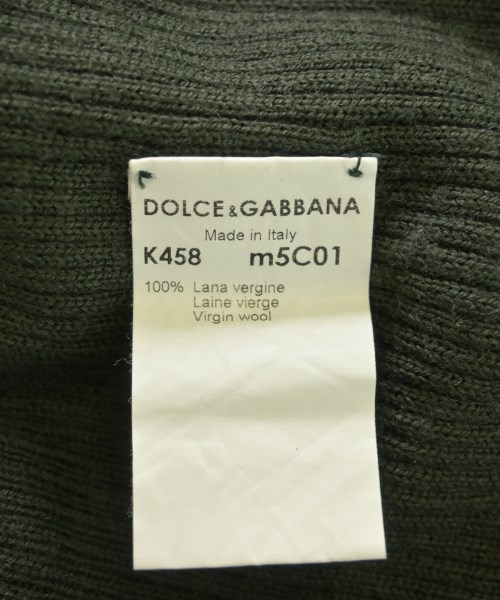 DOLCE&GABBANA
Made in Italy
K458 m5C01
100% Lana vergine
Laine vierge
Virgin wool